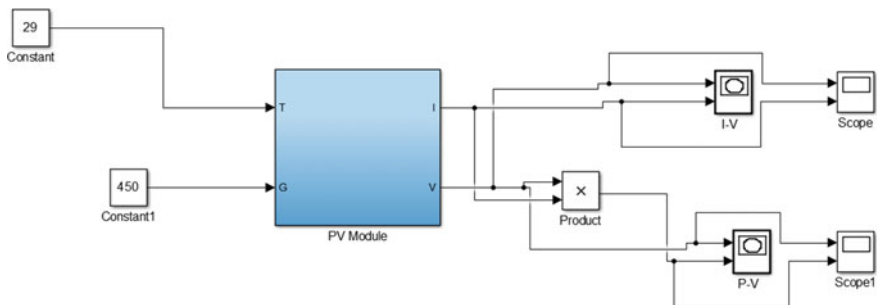 29
Constant
T
I
I-V
Scope
450
Constant1
G
V
PV Module
×
Product
P-V
Scope1